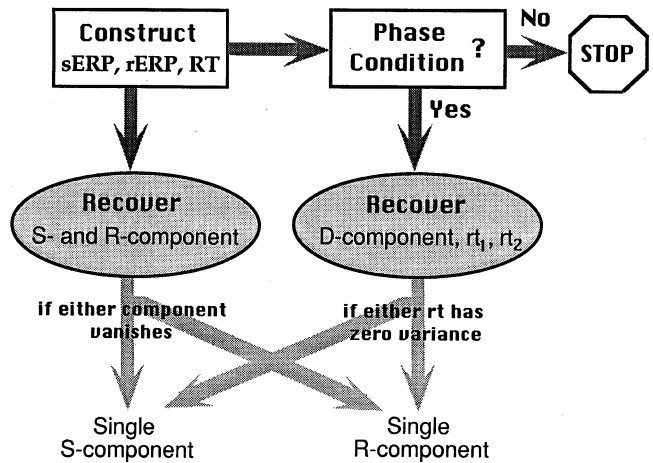 Construct
sERP, rERP, RT
Phase
Condition ?
No
STOP
Yes
Recover
S- and R-component
Recover
D-component, rt1, rt2
if either component
vanishes
if either rt has
zero variance
Single
S-component
Single
R-component